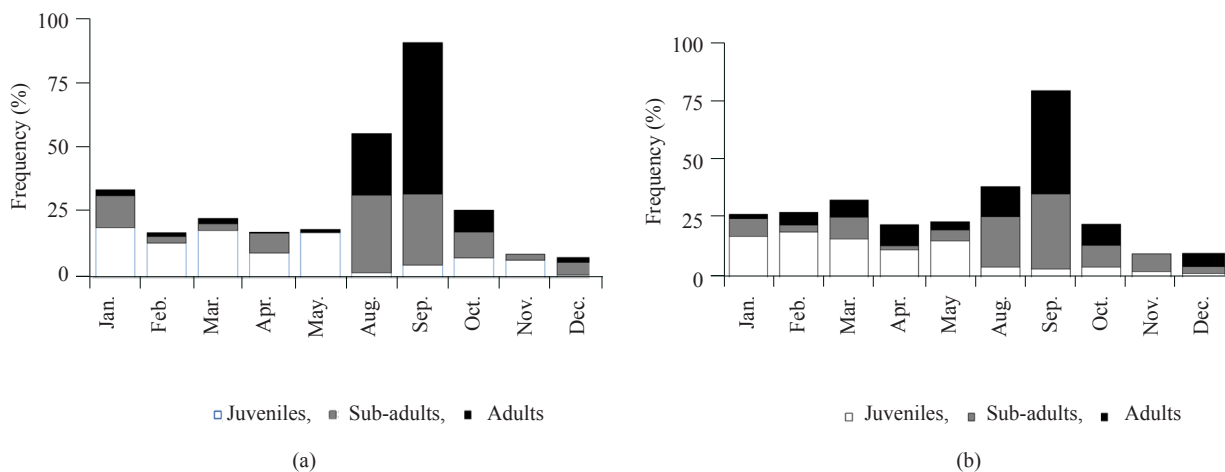 100
75
50
25
0
Frequency (%)
Jan.
Feb.
Mar.
Apr.
May.
Aug.
Sep.
Oct.
Nov.
Dec.
Juveniles, Sub-adults, Adults
(a)
100
75
50
25
0
Frequency (%)
Jan.
Feb.
Mar.
Apr.
May
Aug.
Sep.
Oct.
Nov.
Dec.
Juveniles, Sub-adults, Adults
(b)